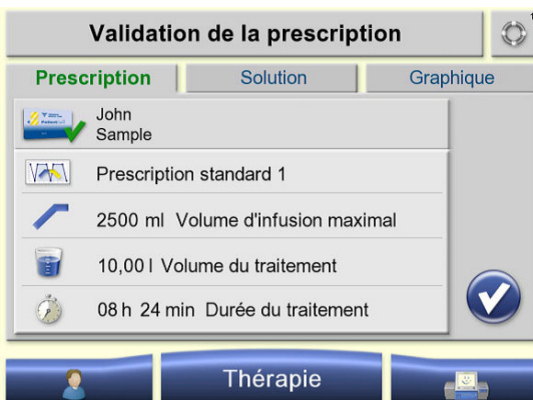 Validation de la prescription
Prescription
Solution
Graphique
John
Sample
Prescription standard 1
2500 ml Volume d'infusion maximal
10,00 l Volume du traitement
08 h 24 min Durée du traitement
Thérapie